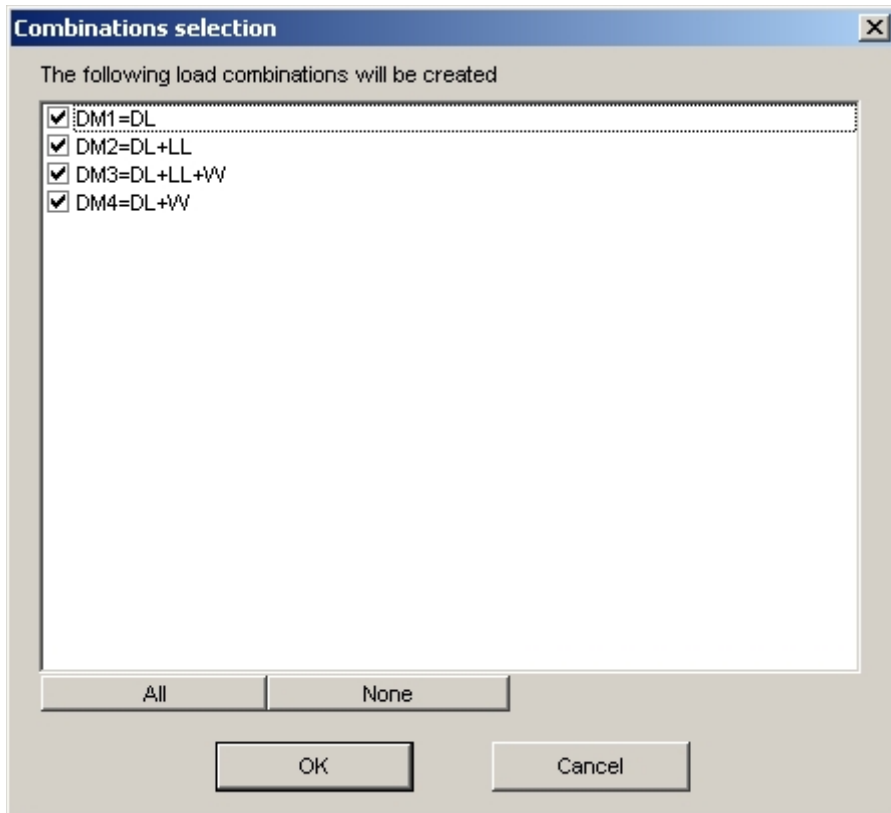 Combinations selection
The following load combinations will be created
DM1=DL
DM2=DL+LL
DM3=DL+LL+W
DM4=DL+W
All
None
OK
Cancel